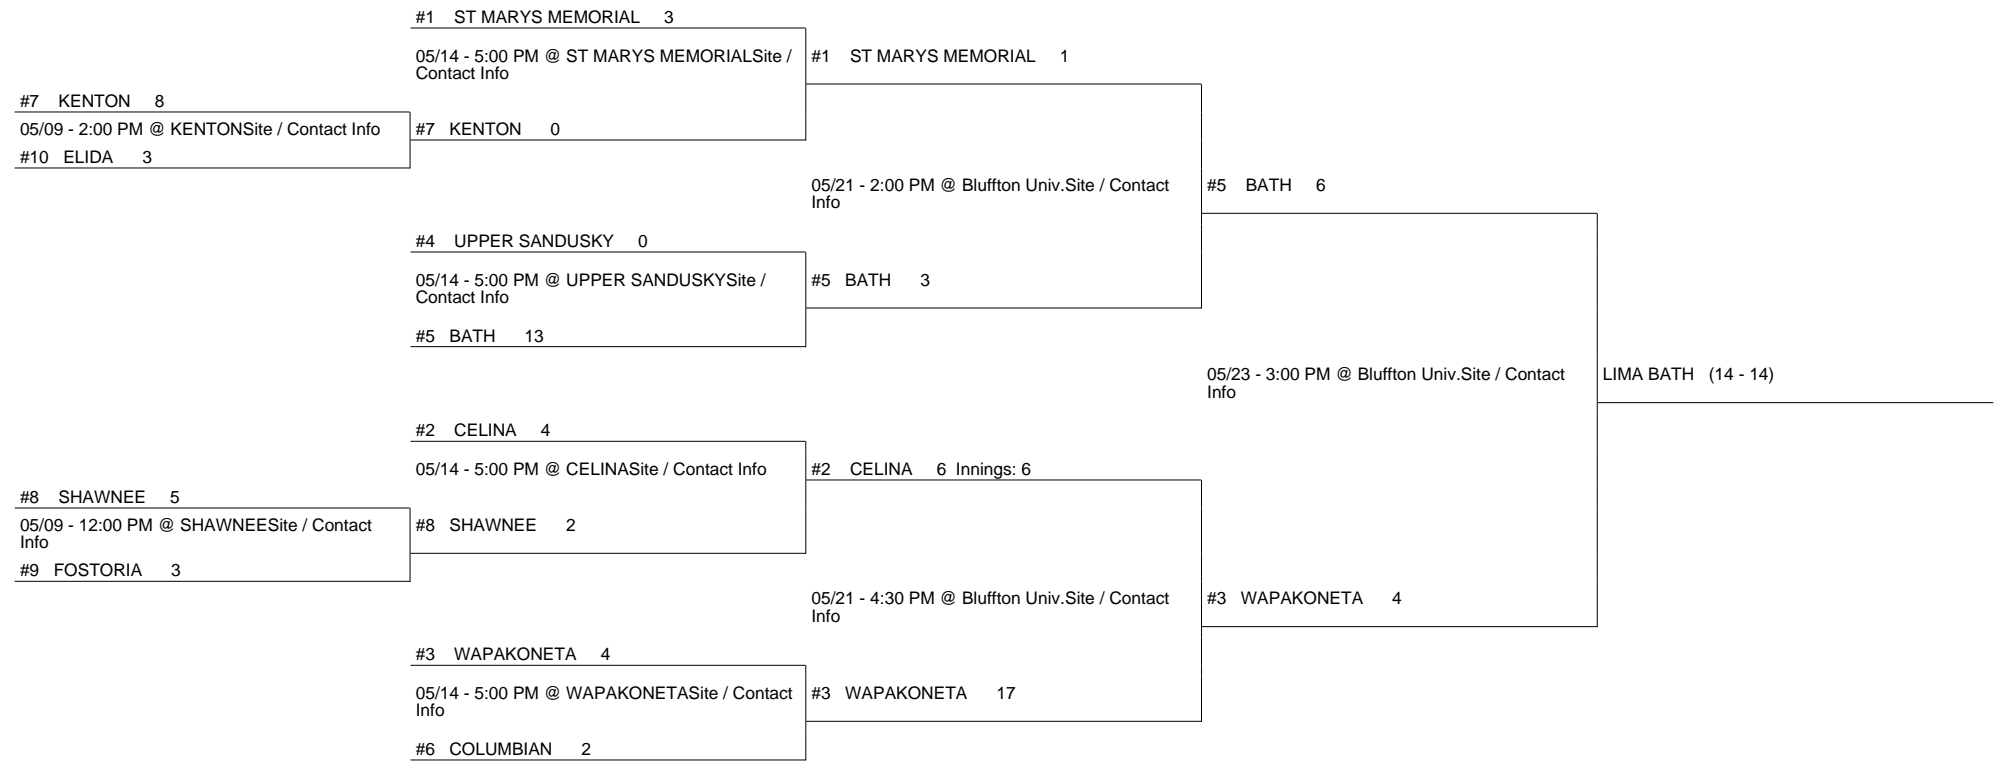 #1 ST MARYS MEMORIAL 3
05/14 - 5:00 PM @ ST MARYS MEMORIALSite /
Contact Info
#1 ST MARYS MEMORIAL 1
#7 KENTON 8
05/09 - 2:00 PM @ KENTONSite / Contact Info
#7 KENTON 0
#10 ELIDA 3
05/21 - 2:00 PM @ Bluffton Univ.Site / Contact
Info
#5 BATH 6
#4 UPPER SANDUSKY 0
05/14 - 5:00 PM @ UPPER SANDUSKYSite /
Contact Info
#5 BATH 3
#5 BATH 13
05/23 - 3:00 PM @ Bluffton Univ.Site / Contact
Info
LIMA BATH (14 - 14)
#2 CELINA 4
05/14 - 5:00 PM @ CELINASite / Contact Info
#2 CELINA 6 Innings: 6
#8 SHAWNEE 5
05/09 - 12:00 PM @ SHAWNEESite / Contact
Info
#8 SHAWNEE 2
#9 FOSTORIA 3
05/21 - 4:30 PM @ Bluffton Univ.Site / Contact
Info
#3 WAPAKONETA 4
#3 WAPAKONETA 4
05/14 - 5:00 PM @ WAPAKONETASite / Contact
Info
#3 WAPAKONETA 17
#6 COLUMBIAN 2